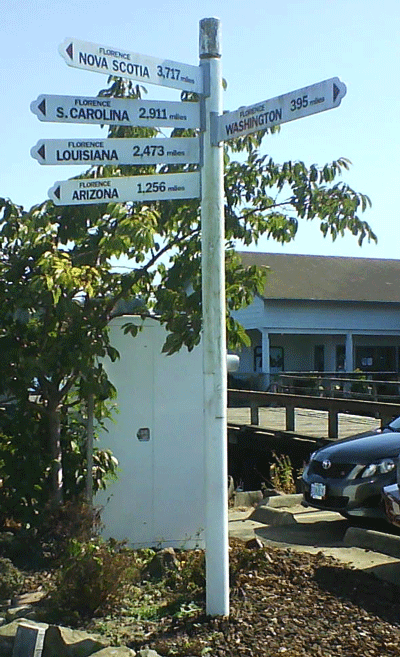 FLORENCE
NOVA SCOTIA 3,717 miles
FLORENCE
S. CAROLINA 2,911 miles
FLORENCE
LOUISIANA 2,473 miles
FLORENCE
ARIZONA 1,256 miles
FLORENCE
WASHINGTON 395 miles